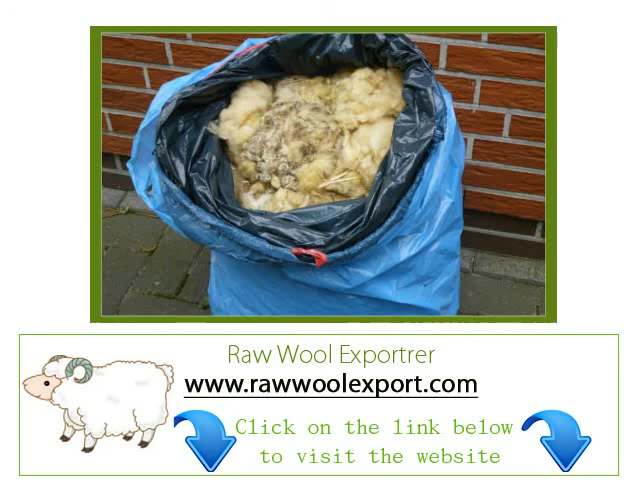 Raw Wool Exportrer
www.rawwoolexport.com
Click on the link below
to visit the website